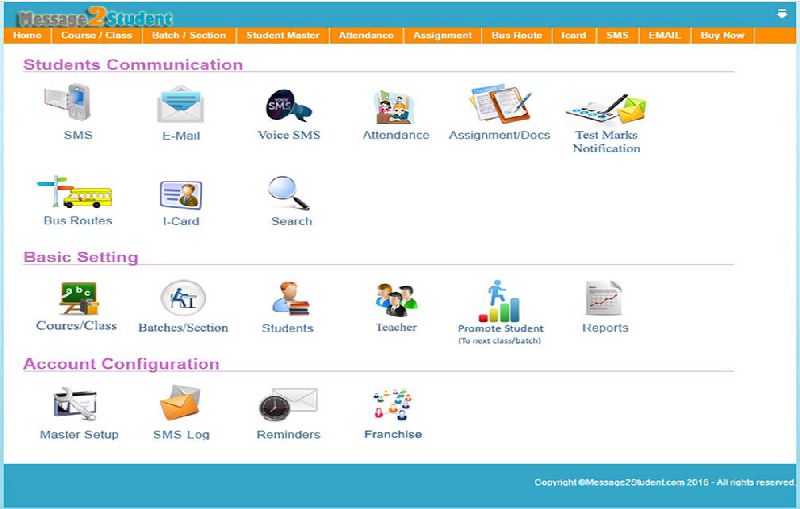 Message2Student
Home Course / Class Batch / Section Student Master Attendance Assignment Bus Route Icard SMS EMAIL Buy Now
Students Communication
SMS E-Mail Voice SMS Attendance Assignment/Docs Test Marks
Notification
Bus Routes I-Card Search
Basic Setting
Coures/Class Batches/Section Students Teacher Promote Student Reports
(To next class/batch)
Account Configuration
Master Setup SMS Log Reminders Franchise
Copyright ©Message2Student.com 2016 - All rights reserved.